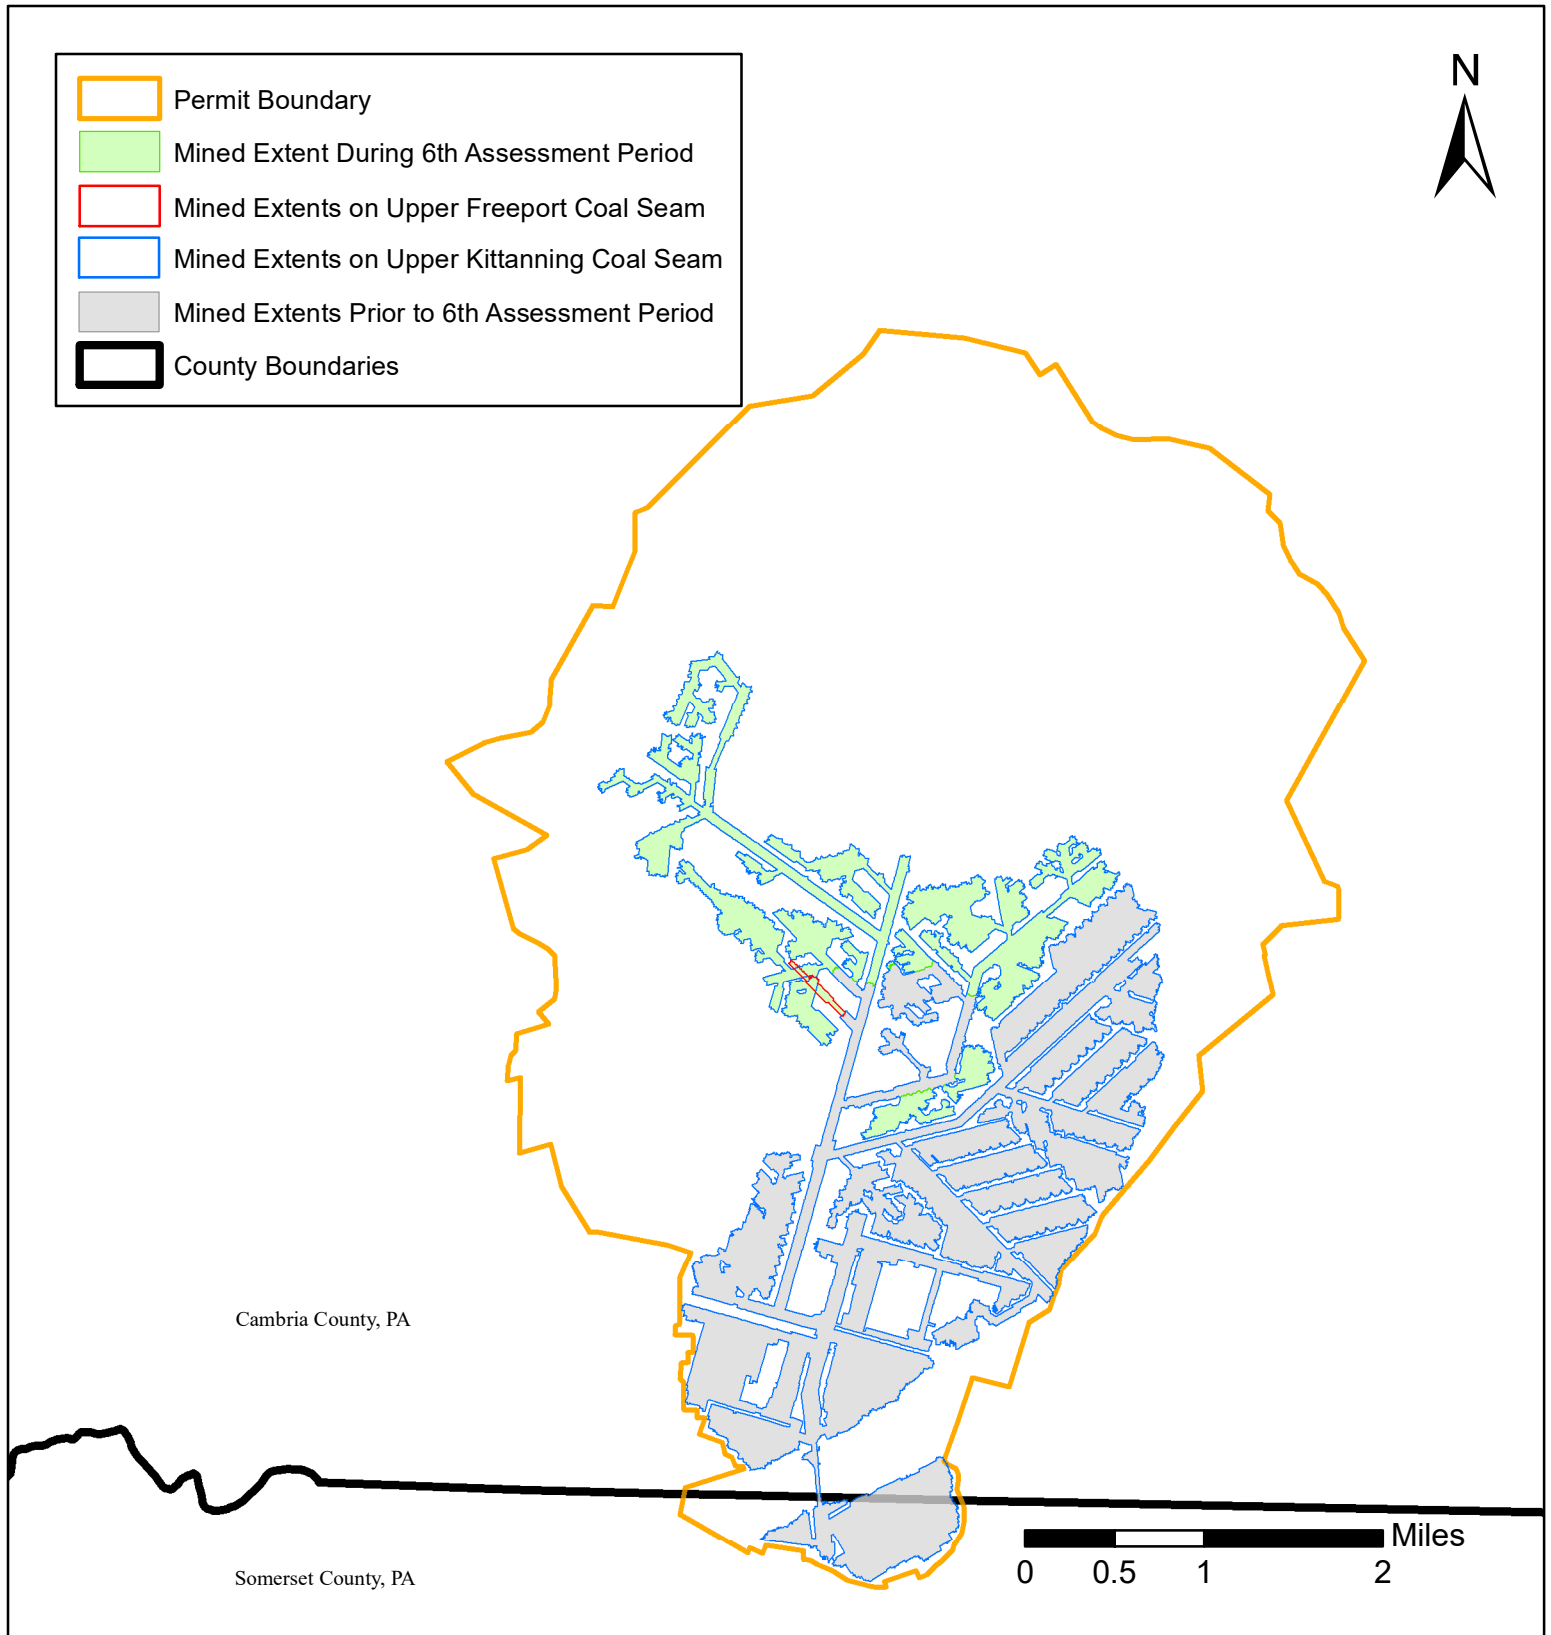 N
Permit Boundary
Mined Extent During 6th Assessment Period
Mined Extents on Upper Freeport Coal Seam
Mined Extents on Upper Kittanning Coal Seam
Mined Extents Prior to 6th Assessment Period
County Boundaries
Cambria County, PA
Somerset County, PA
Miles
0 0.5 1 2